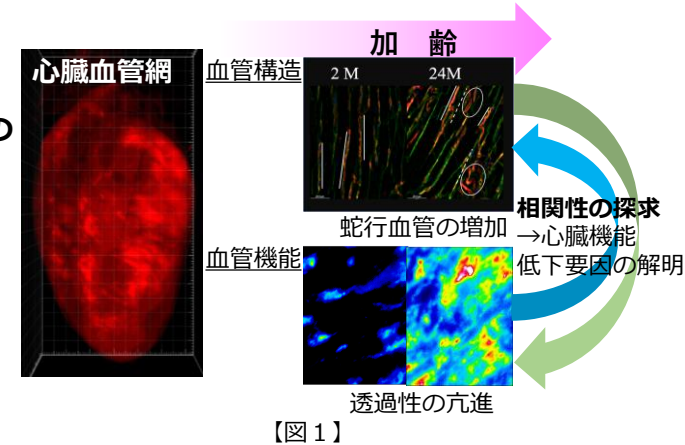 加 齢
心臓血管網
血管構造
2 M
24M
の
蛇行血管の増加
相関性の探求
→心臓機能
低下要因の解明
血管機能
透過性の亢進
【図１】